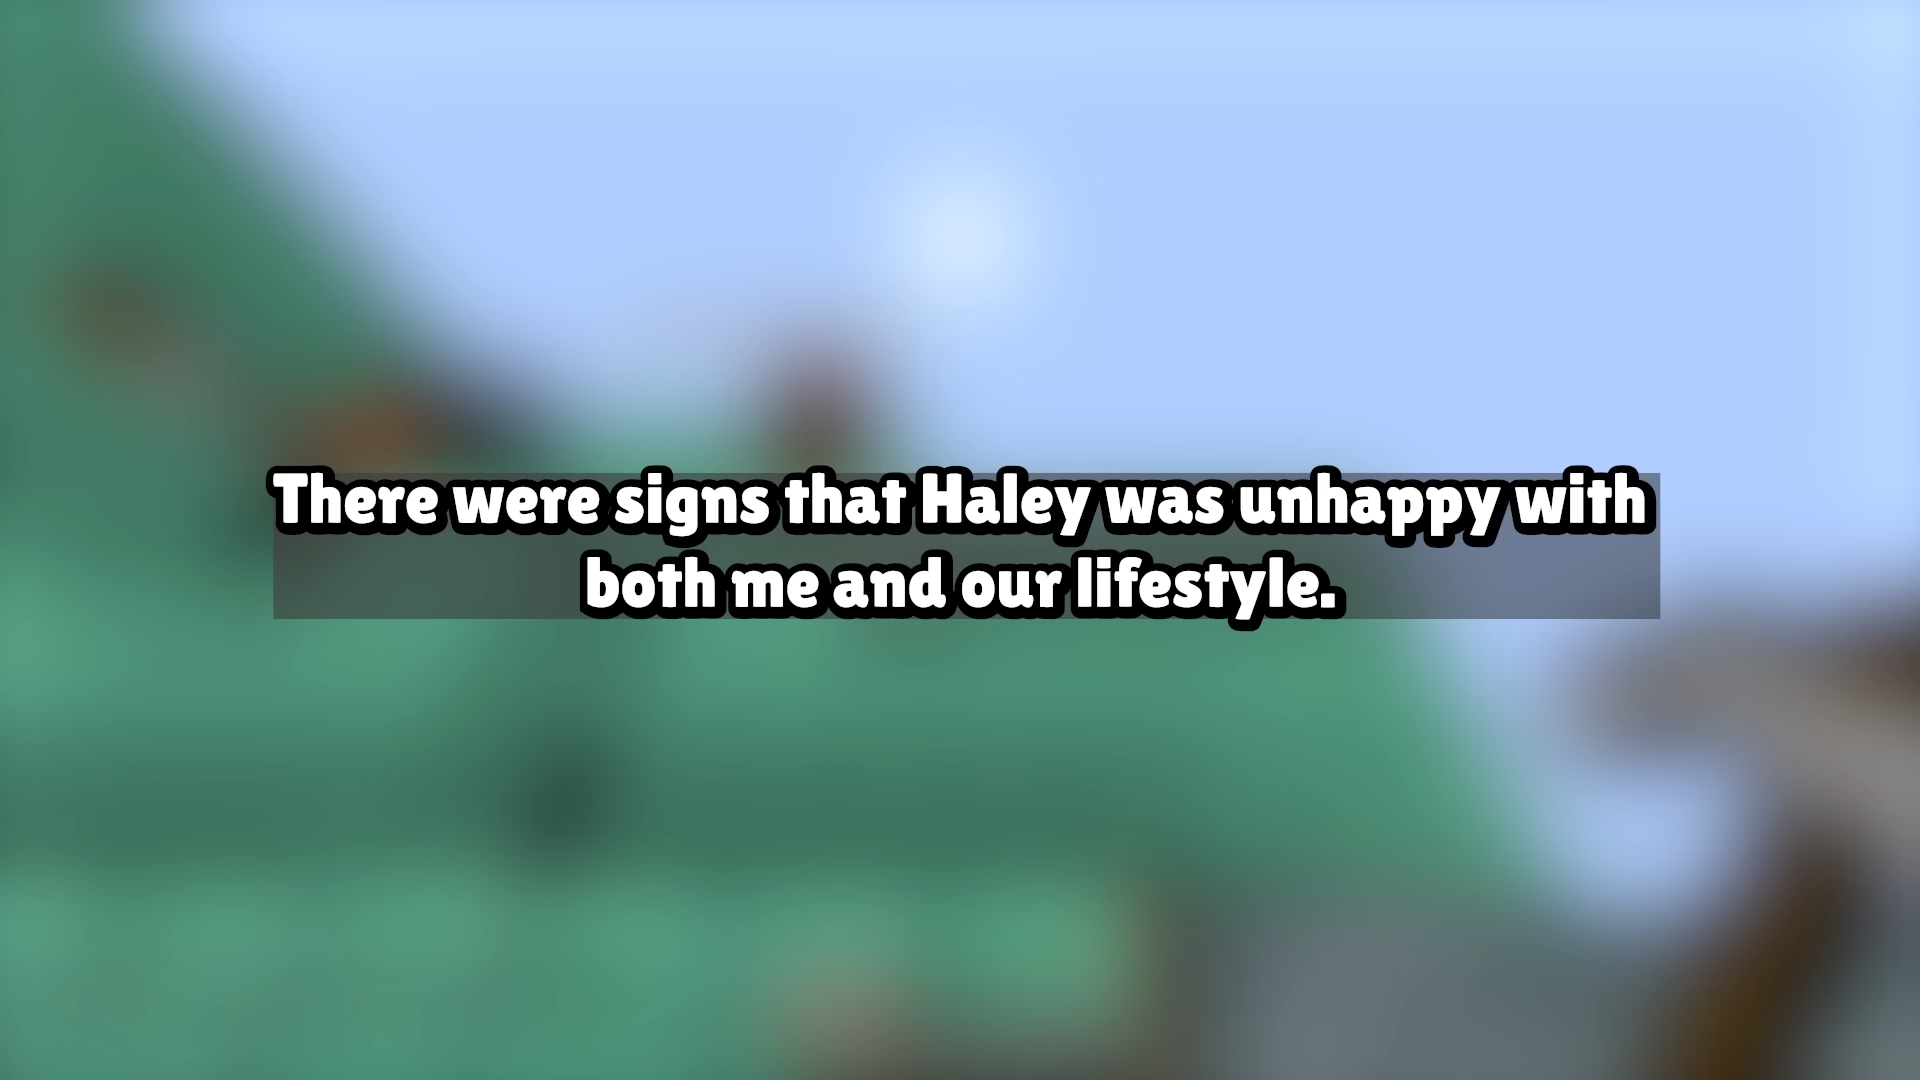 There were signs that Haley was unhappy with
both me and our lifestyle.